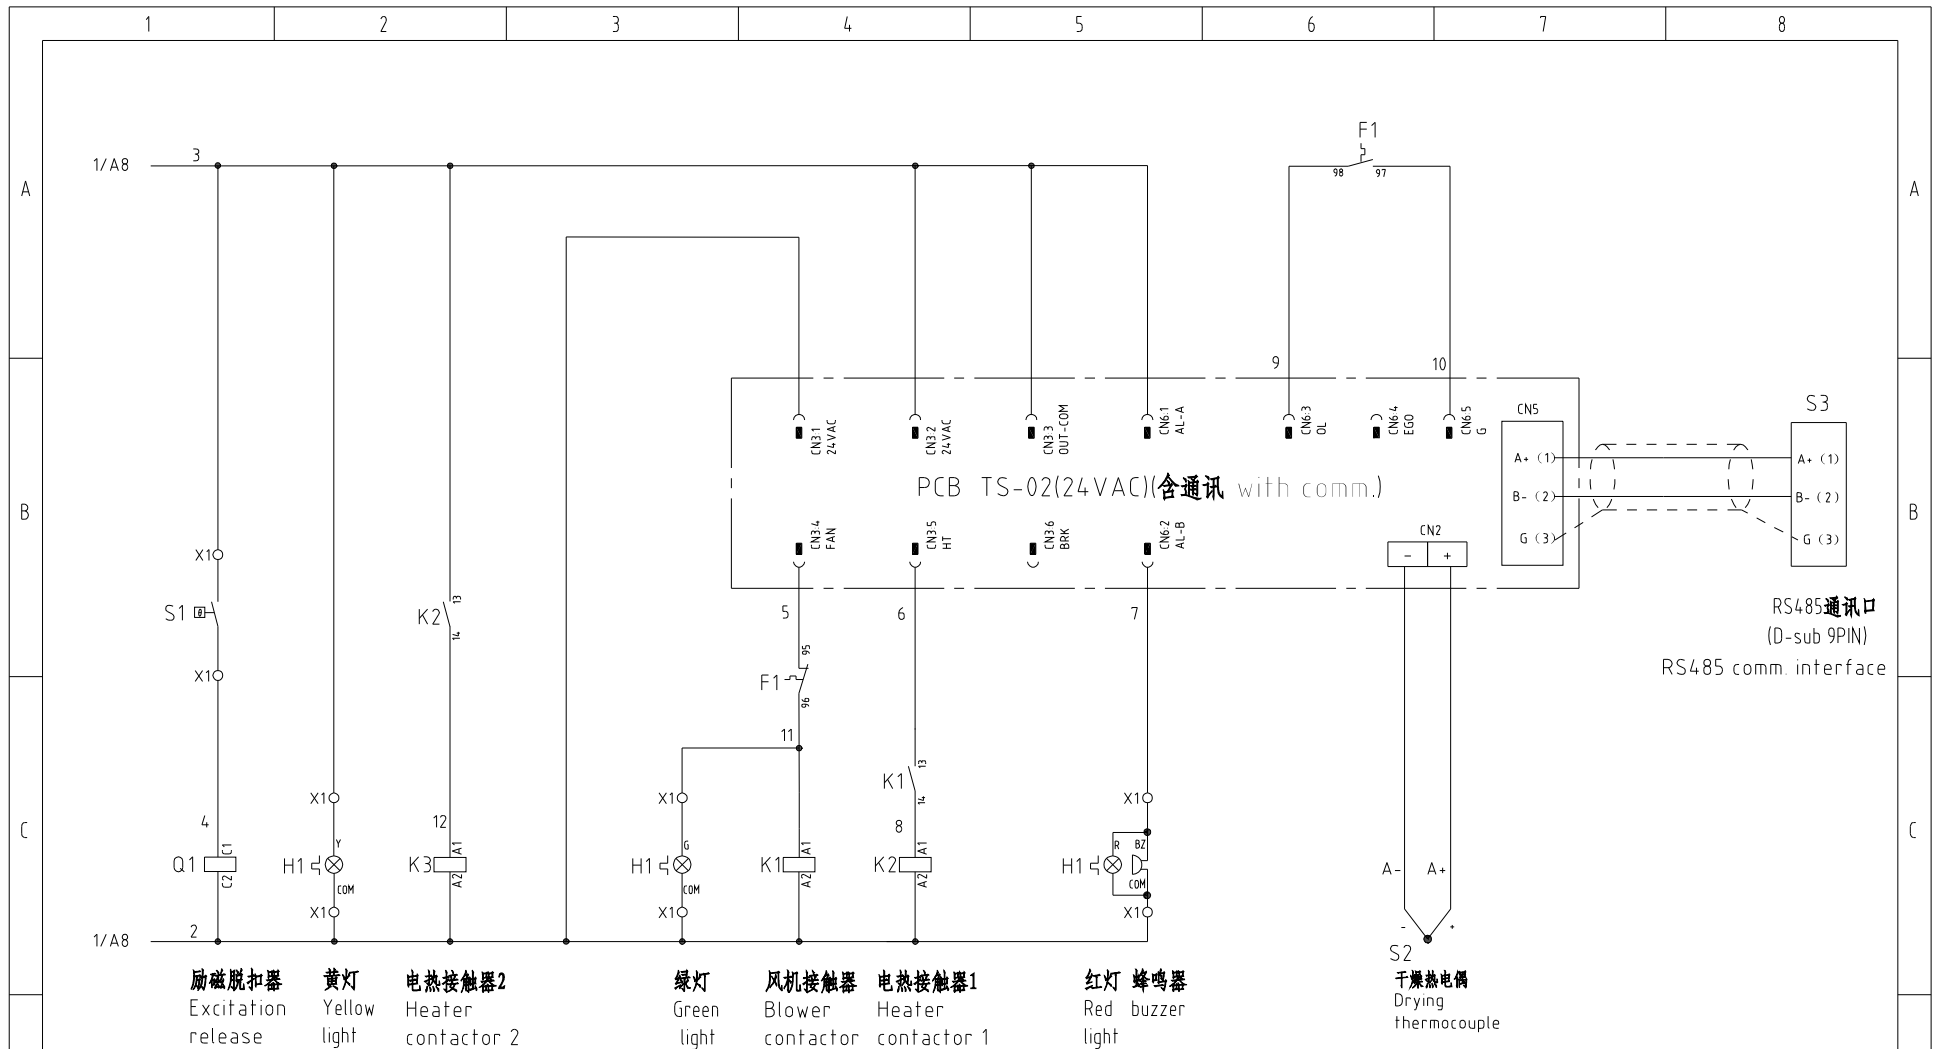 1 2 3 4 5 6 7 8
F1
1/A8 3
98 97
A A
9 10
CN3:1 24VAC
CN3:2 24VAC
CN3:3 OUT-COM
CN6:1 AL-A
CN6:3 OL
CN6:4 EGO
CN6:5 G
CN5
S3
A+ (1) A+ (1)
PCB TS-02(24VAC)(含通讯 with comm.)
B- (2) B- (2)
B B
CN3:4 FAN
CN3:5 HT
CN3:6 BRK
CN6:2 AL-B
CN2
G (3) G (3)
- +
X1
S1
K2 13 14
5 6 7
RS485通讯口
(D-sub 9PIN)
RS485 comm. interface
X1
F1 95 96
11
K1 13 14
X1 X1 X1
4 12 8
C C
Q1 C1 C2
H1 Y COM
K3 A1 A2
H1 G COM
K1 A1 A2
K2 A1 A2
H1 R BZ COM
A- A+
X1 X1 X1
1/A8 2
- +
S2
励磁脱扣器 黄灯 电热接触器2 绿灯 风机接触器 电热接触器1 红灯 蜂鸣器 干燥热电偶
Excitation Yellow Heater Green Blower Heater Red buzzer Drying
release light contactor 2 light contactor contactor 1 light thermocouple